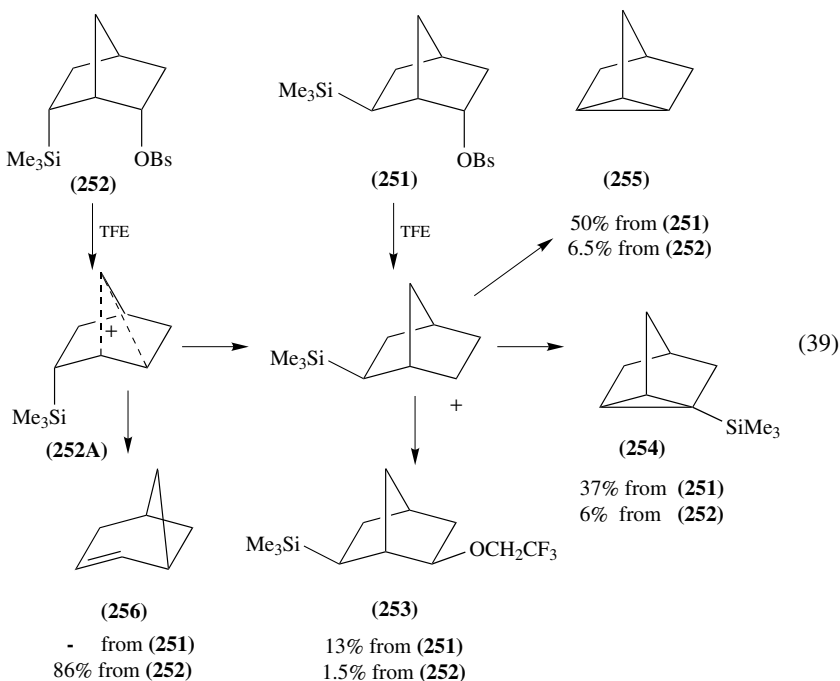 Me3Si
OBs
(252)
Me3Si
OBs
(251)
(255)
TFE
TFE
50% from (251)
6.5% from (252)
+
Me3Si
(252A)
Me3Si
+
SiMe3
(254)
37% from (251)
6% from (252)
(39)
(256)
- from (251)
86% from (252)
Me3Si
OCH2CF3
(253)
13% from (251)
1.5% from (252)